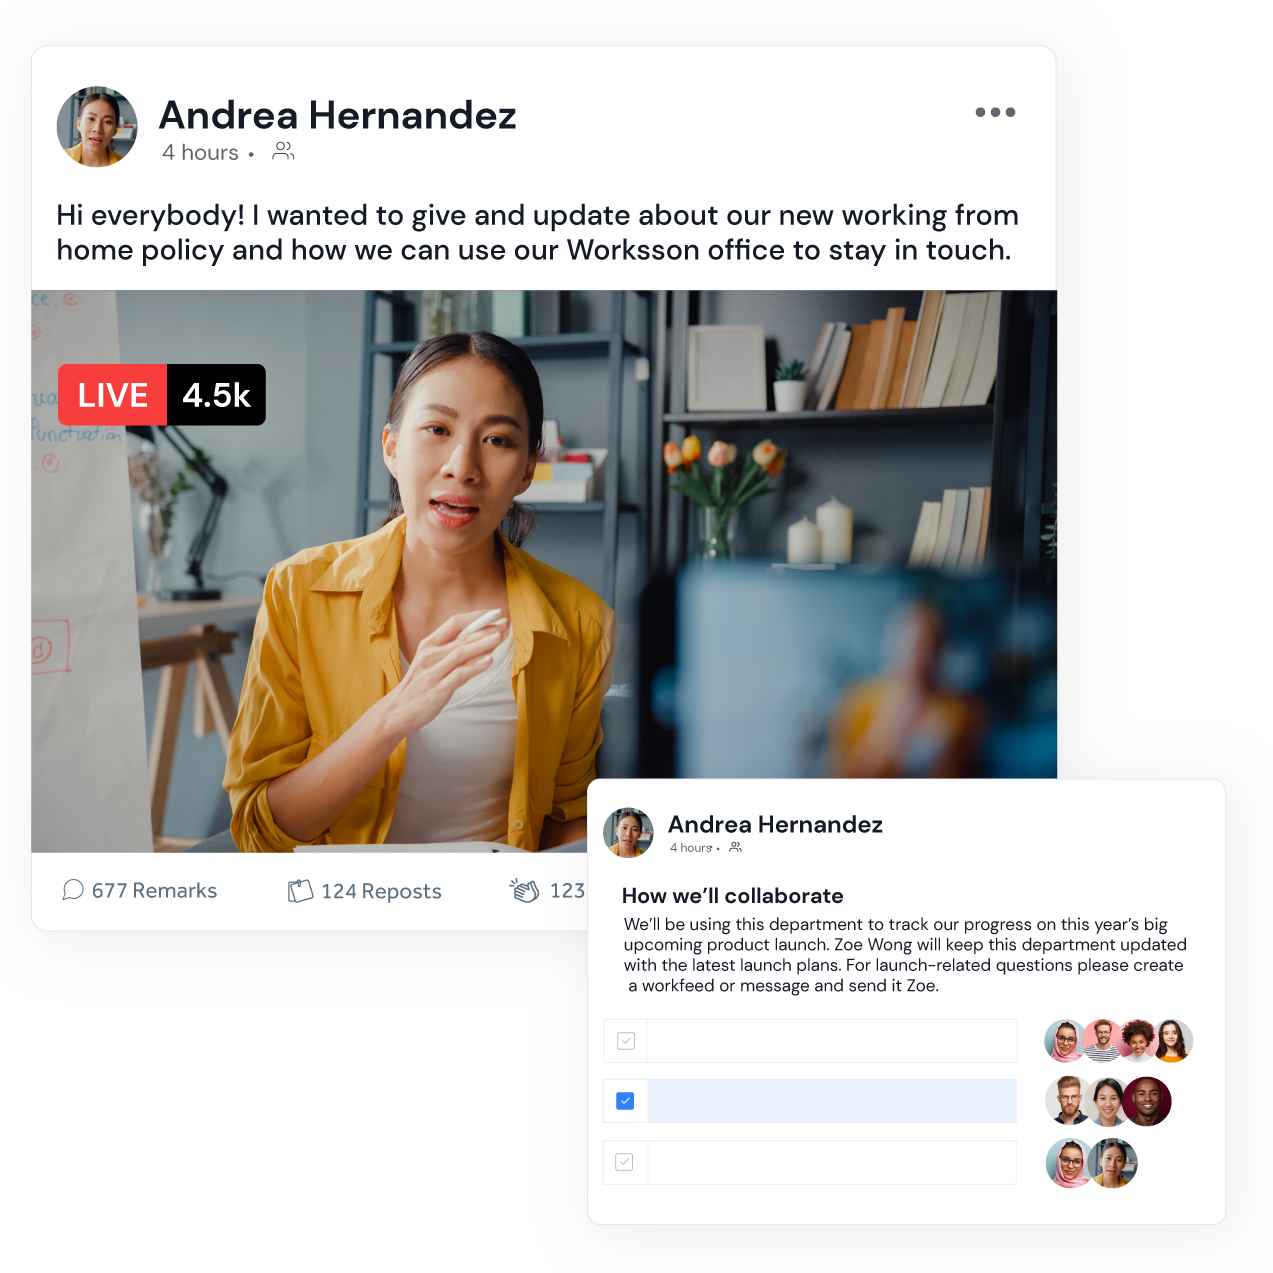 Andrea Hernandez
4 hours •
Hi everybody! I wanted to give and update about our new working from
home policy and how we can use our Worksson office to stay in touch.
LIVE 4.5k
Punctuation
677 Remarks 124 Reposts 123
Andrea Hernandez
4 hours •
How we’ll collaborate
We’ll be using this department to track our progress on this year’s big
upcoming product launch. Zoe Wong will keep this department updated
with the latest launch plans. For launch-related questions please create
a workfeed or message and send it Zoe.